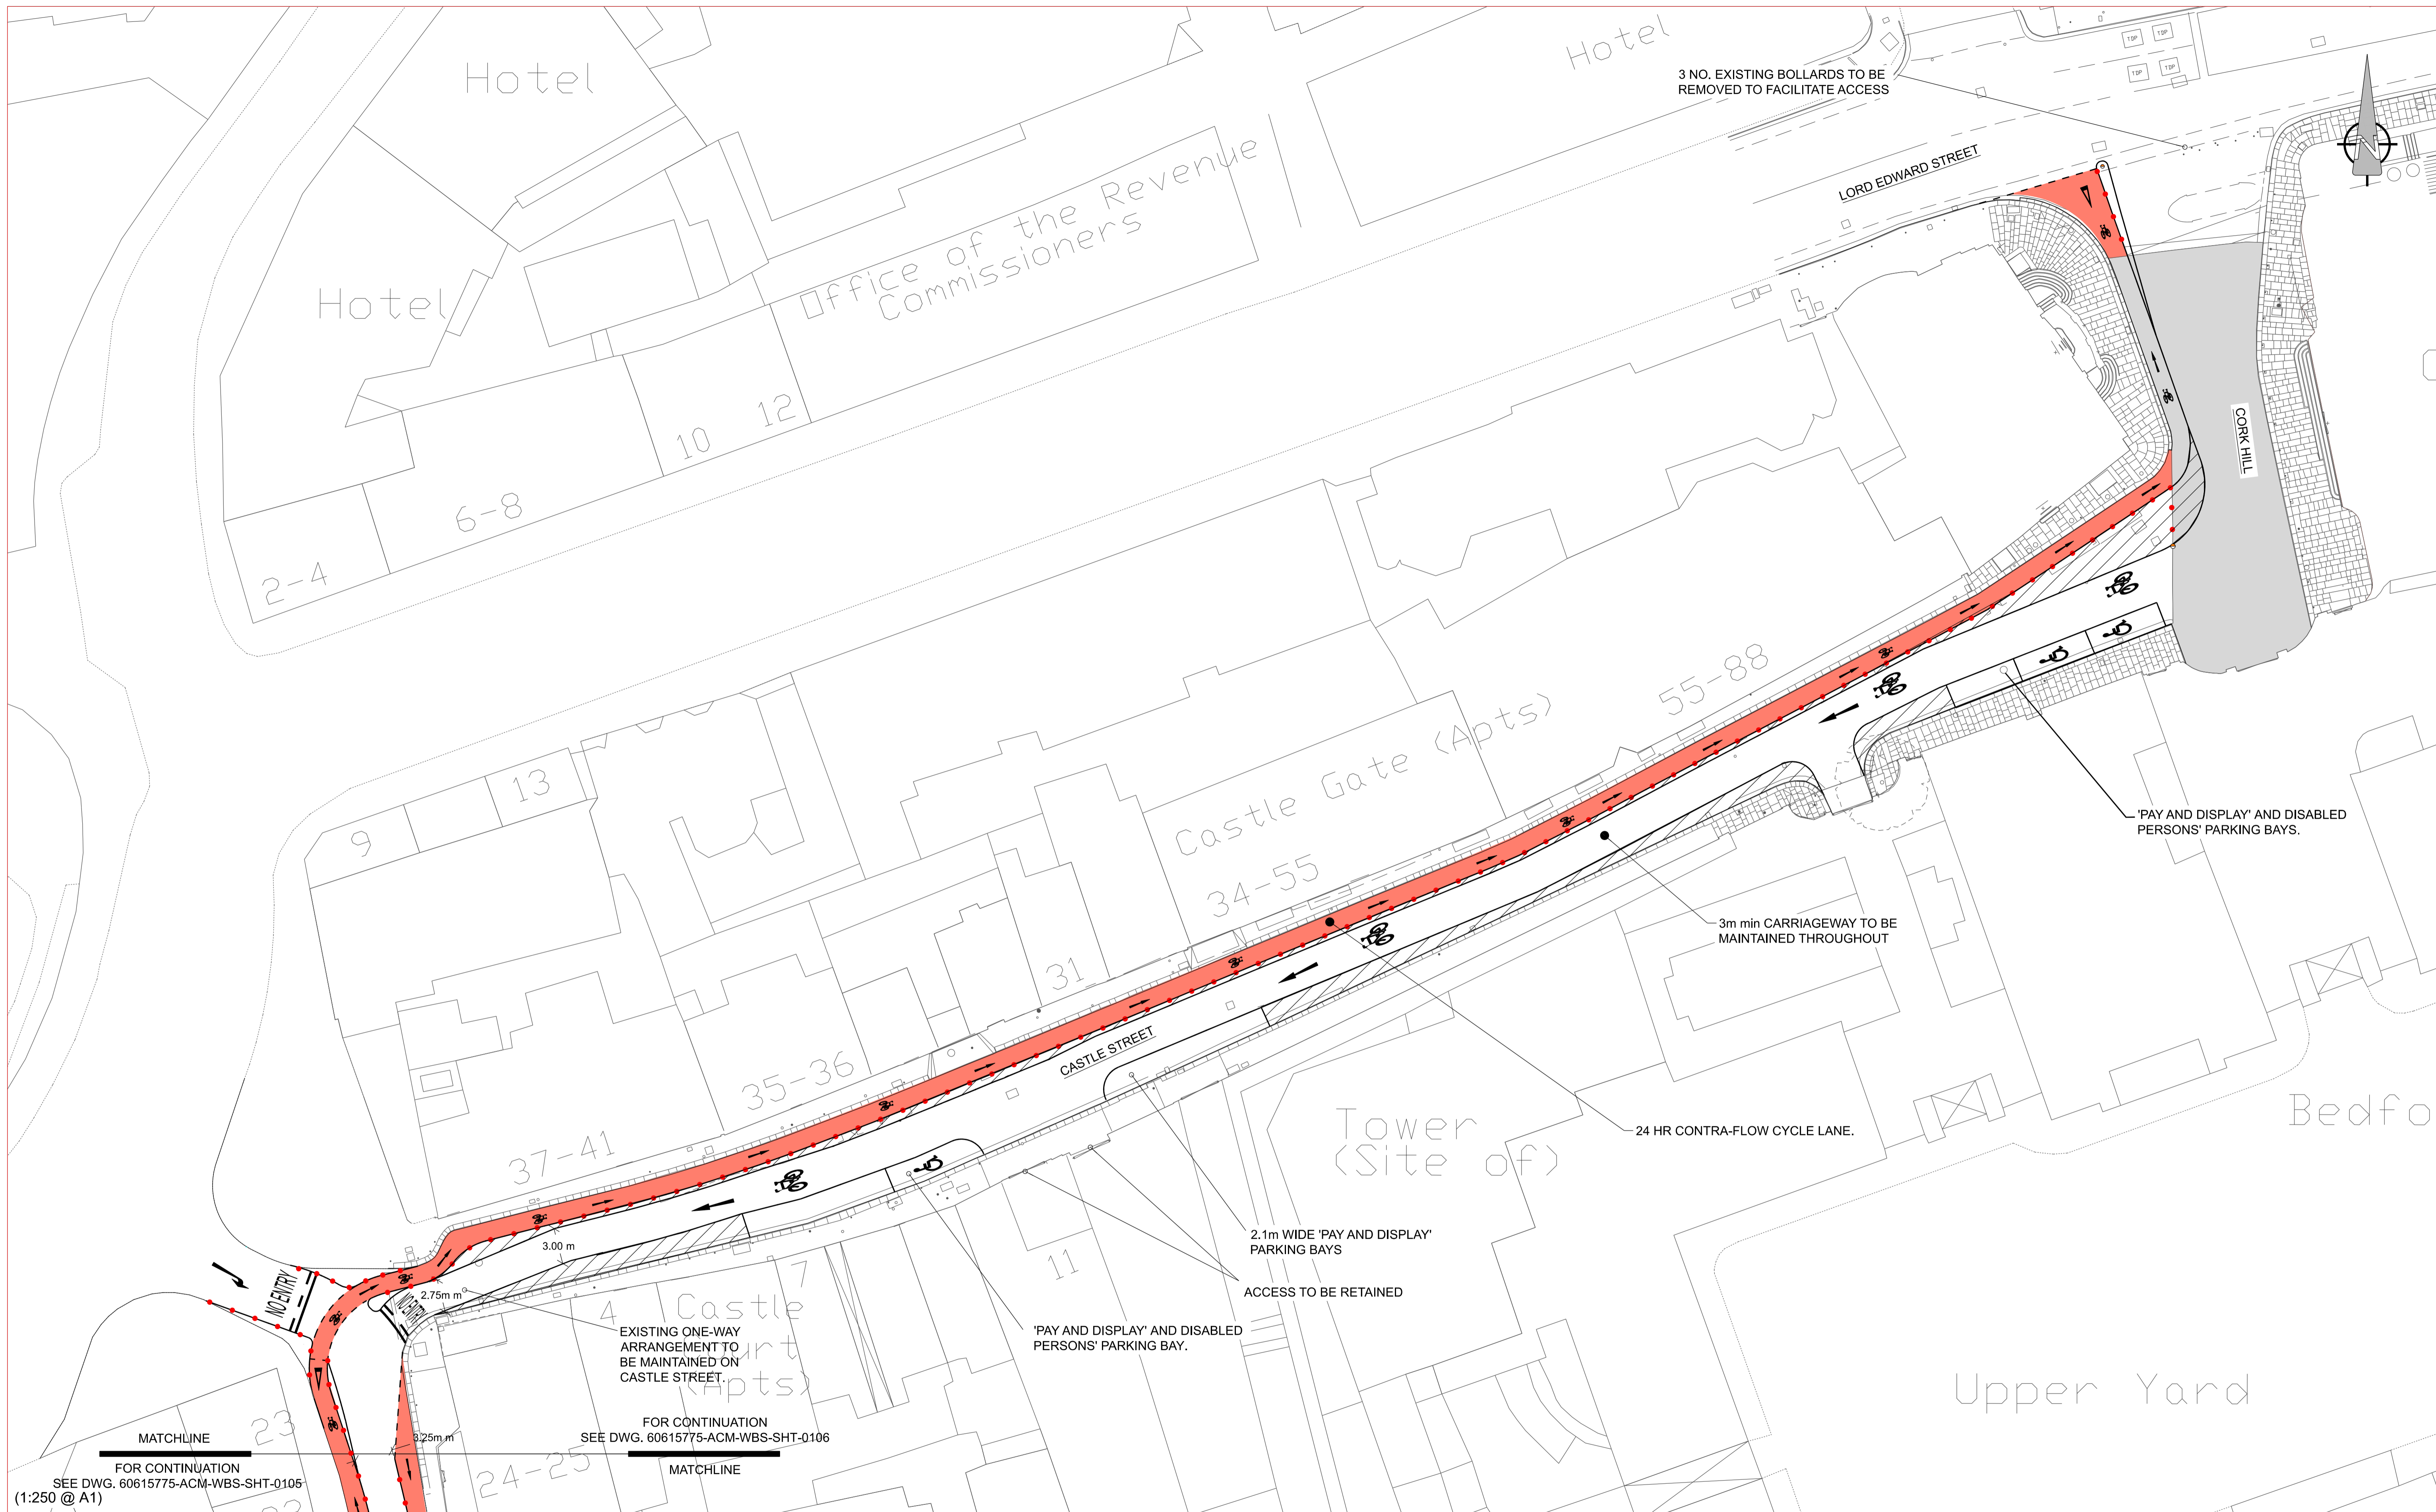 Hotel
Hotel
Hotel
Office of the Revenue
Commissioners
3 NO. EXISTING BOLLARDS TO BE
REMOVED TO FACILITATE ACCESS
TDP
TDP
TDP
TDP
N
LORD EDWARD STREET
CORK HILL
2-4
6-8
10
12
9
13
Castle Gate (Apts)
55-88
34-55
31
35-36
37-41
'PAY AND DISPLAY' AND DISABLED
PERSONS' PARKING BAYS.
3m min CARRIAGEWAY TO BE
MAINTAINED THROUGHOUT
24 HR CONTRA-FLOW CYCLE LANE.
CASTLE STREET
Tower
(Site of)
Bedfo
Upper Yard
2.1m WIDE 'PAY AND DISPLAY'
PARKING BAYS
ACCESS TO BE RETAINED
'PAY AND DISPLAY' AND DISABLED
PERSONS' PARKING BAY.
11
7
4
Castle
Court
(Apts)
3.00 m
2.75m m
NO ENTRY
NO ENTRY
EXISTING ONE-WAY
ARRANGEMENT TO
BE MAINTAINED ON
CASTLE STREET.
23
24-25
3.25m m
MATCHLINE
FOR CONTINUATION
SEE DWG. 60615775-ACM-WBS-SHT-0105
FOR CONTINUATION
SEE DWG. 60615775-ACM-WBS-SHT-0106
MATCHLINE
(1:250 @ A1)